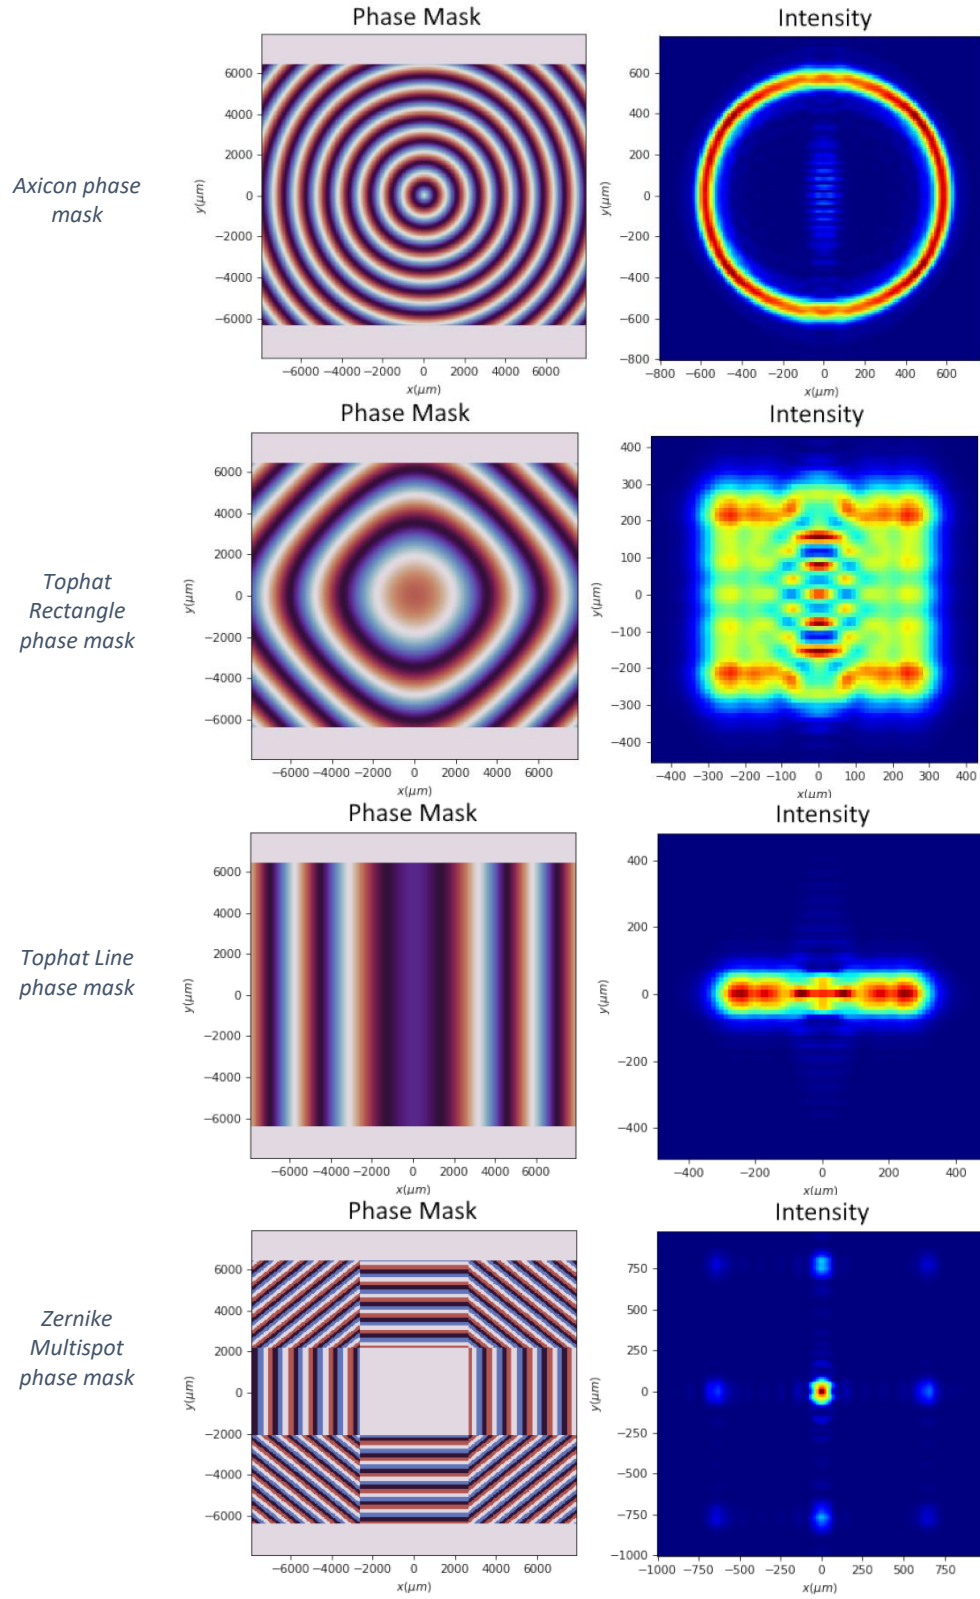 Phase Mask
Intensity
Axicon phase
mask
6000
4000
2000
0
−2000
−4000
−6000
y(μm)
−6000 −4000 −2000 0 2000 4000 6000
x(μm)
600
400
200
0
−200
−400
−600
−800
y(μm)
−800 −600 −400 −200 0 200 400 600
x(μm)
Phase Mask
Intensity
Tophat
Rectangle
phase mask
6000
4000
2000
0
−2000
−4000
−6000
y(μm)
−6000 −4000 −2000 0 2000 4000 6000
x(μm)
400
300
200
100
0
−100
−200
−300
−400
y(μm)
−400 −300 −200 −100 0 100 200 300 400
x(μm)
Phase Mask
Intensity
Tophat Line
phase mask
6000
4000
2000
0
−2000
−4000
−6000
y(μm)
−6000 −4000 −2000 0 2000 4000 6000
x(μm)
400
200
0
−200
−400
y(μm)
−400 −200 0 200 400
x(μm)
Phase Mask
Intensity
Zernike
Multispot
phase mask
6000
4000
2000
0
−2000
−4000
−6000
y(μm)
−6000 −4000 −2000 0 2000 4000 6000
x(μm)
750
500
250
0
−250
−500
−750
−1000
y(μm)
−1000 −750 −500 −250 0 250 500 750
x(μm)